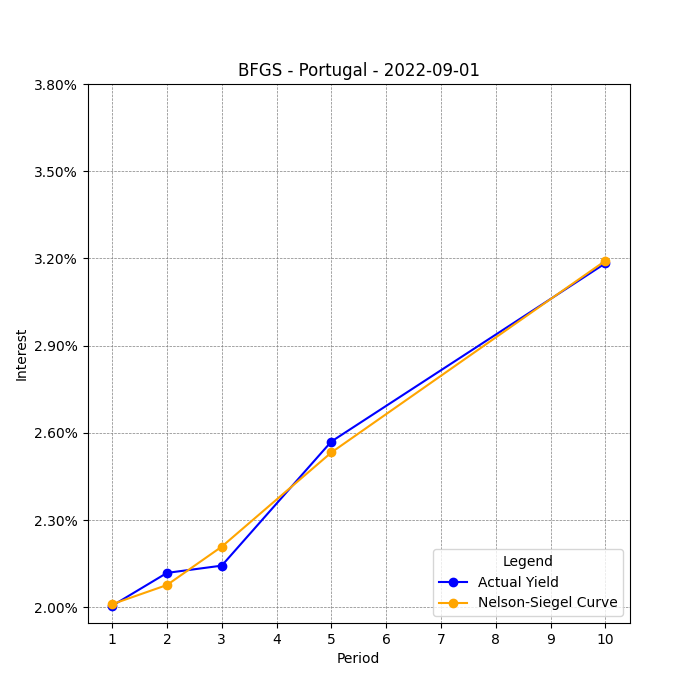 BFGS - Portugal - 2022-09-01
3.80%
3.50%
3.20%
2.90%
2.60%
2.30%
2.00%
Interest
1 2 3 4 5 6 7 8 9 10
Period
Legend
Actual Yield
Nelson-Siegel Curve